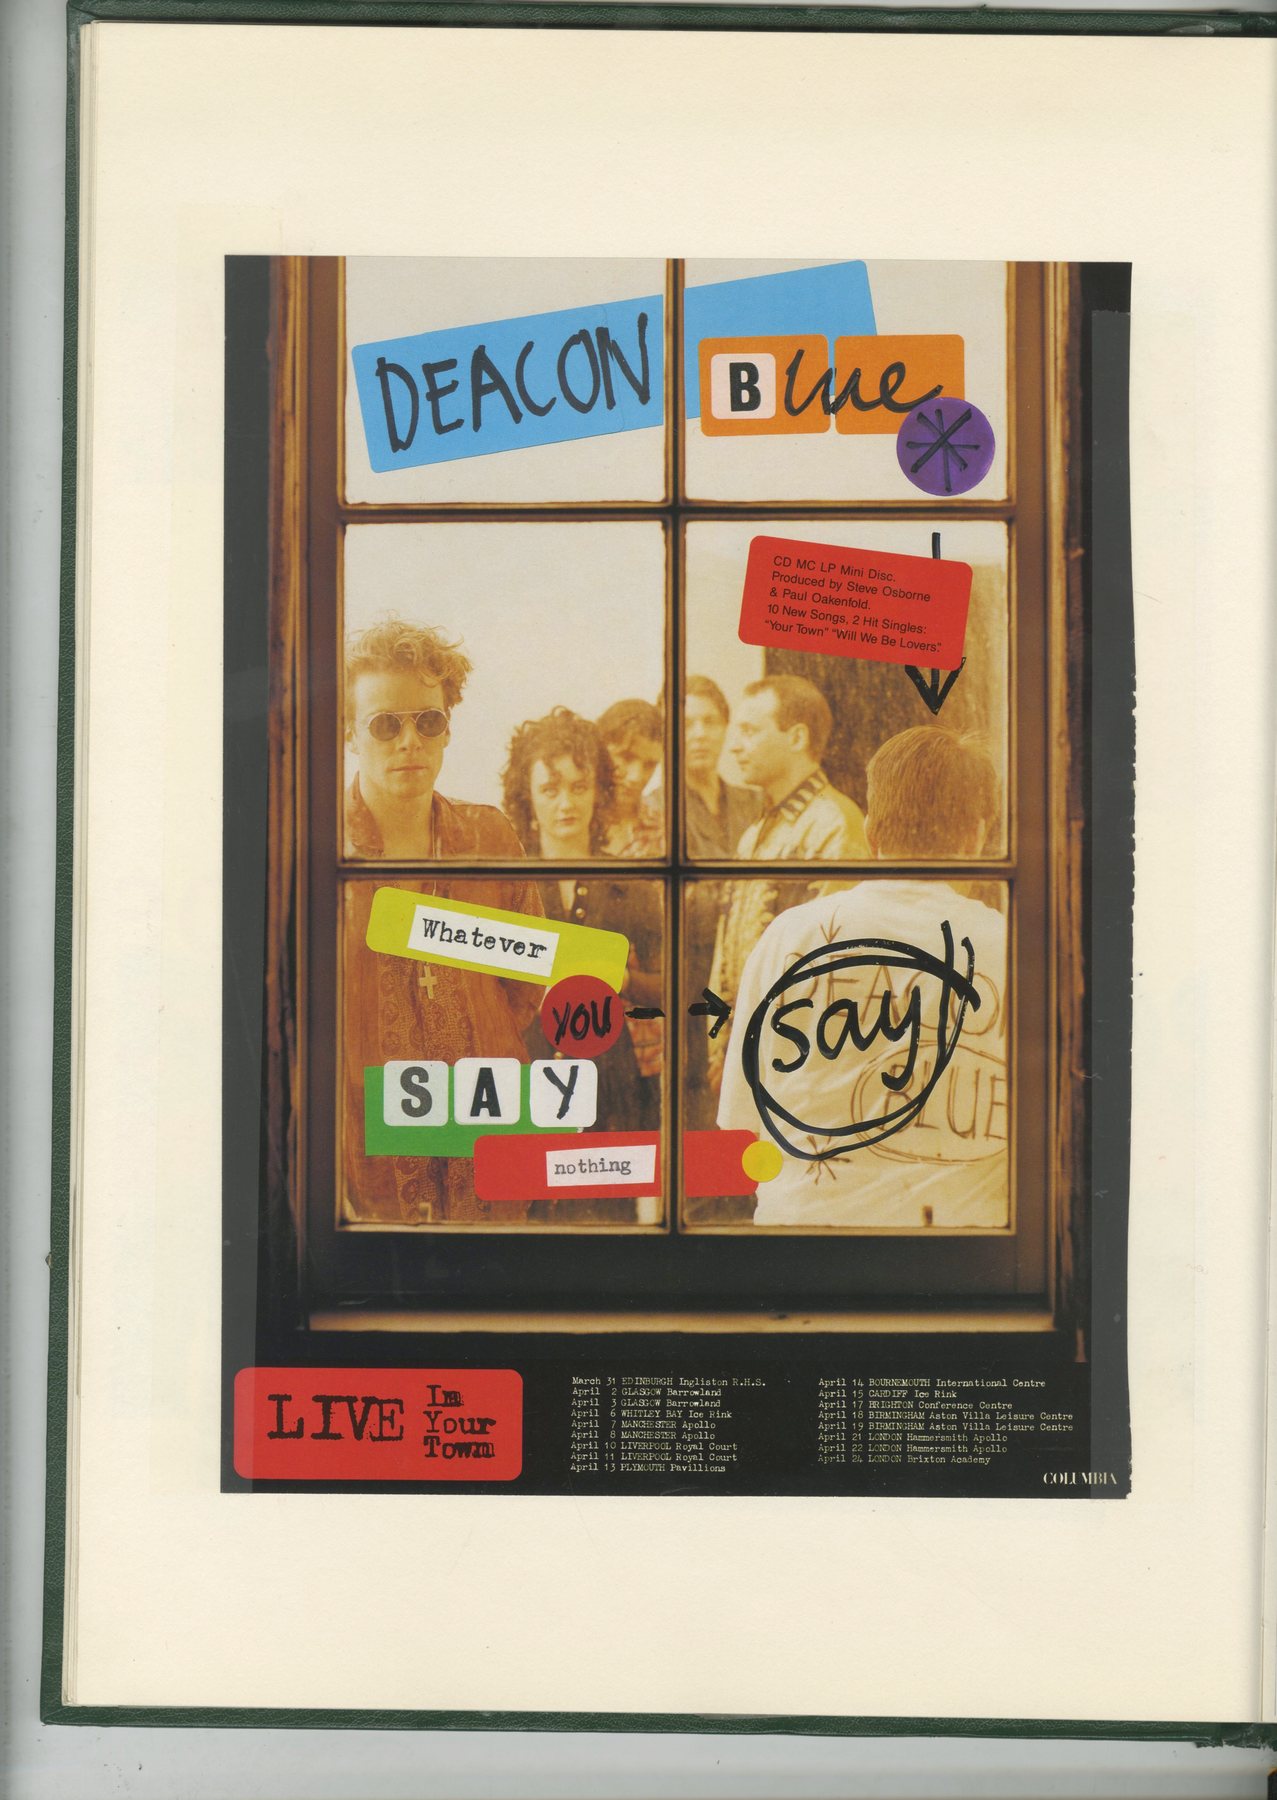 DEACON Blue
CD MC LP Mini Disc.
Produced by Steve Osborne
& Paul Oakenfold.
10 New Songs, 2 Hit Singles:
"Your Town" "Will We Be Lovers."
Whatever
you
say
SAY
nothing
DEACON
BLUE
LIVE In
Your
Town
March 31 EDINBURGH Ingliston R.H.S.
April 2 GLASGOW Barrowland
April 3 GLASGOW Barrowland
April 6 WHITLEY BAY Ice Rink
April 7 MANCHESTER Apollo
April 8 MANCHESTER Apollo
April 10 LIVERPOOL Royal Court
April 11 LIVERPOOL Royal Court
April 13 PLYMOUTH Pavillions
April 14 BOURNEMOUTH International Centre
April 15 CARDIFF Ice Rink
April 17 BRIGHTON Conference Centre
April 18 BIRMINGHAM Aston Villa Leisure Centre
April 19 BIRMINGHAM Aston Villa Leisure Centre
April 21 LONDON Hammersmith Apollo
April 22 LONDON Hammersmith Apollo
April 24 LONDON Brixton Academy
COLUMBIA